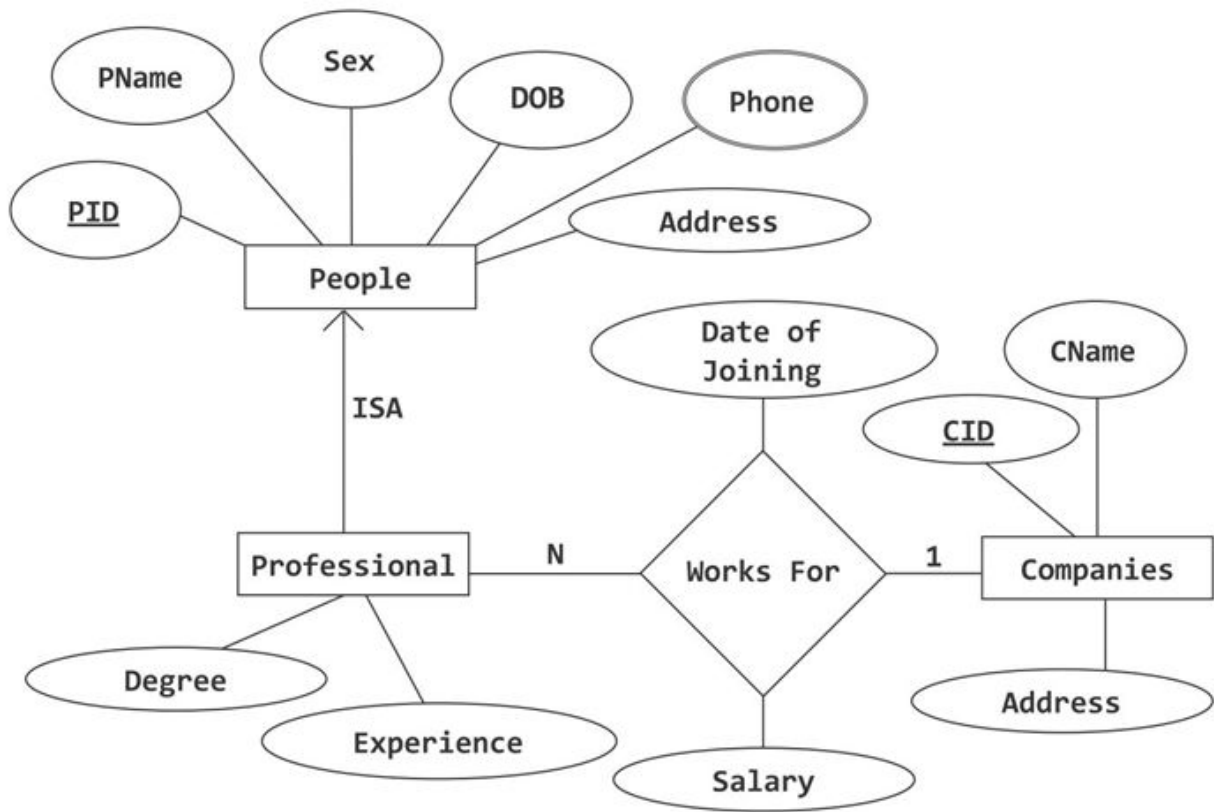 Sex
PName
DOB
Phone
PID
Address
People
Date of
Joining
CName
ISA
CID
N
Works For
1
Professional
Companies
Degree
Experience
Address
Salary